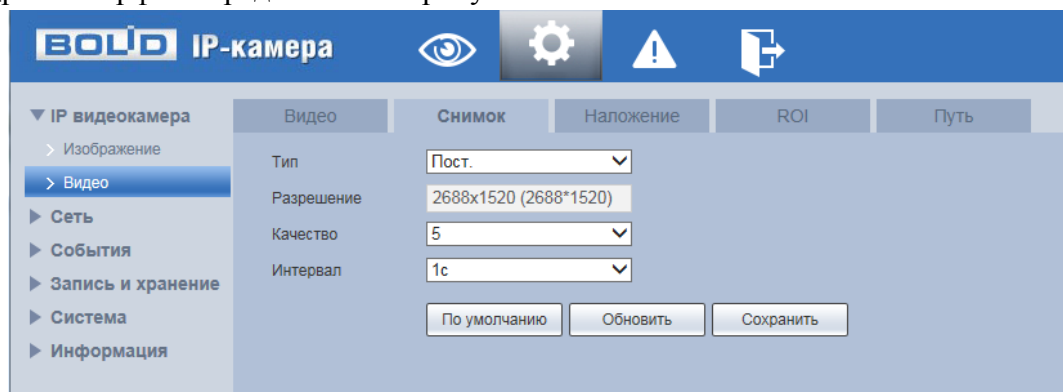 BOLID IP-камера
IP видеокамера
Изображение
Видео
Сеть
События
Запись и хранение
Система
Информация
Видео Снимок Наложение ROI Путь
Тип Пост.
Разрешение 2688x1520 (2688*1520)
Качество 5
Интервал 1с
По умолчанию Обновить Сохранить